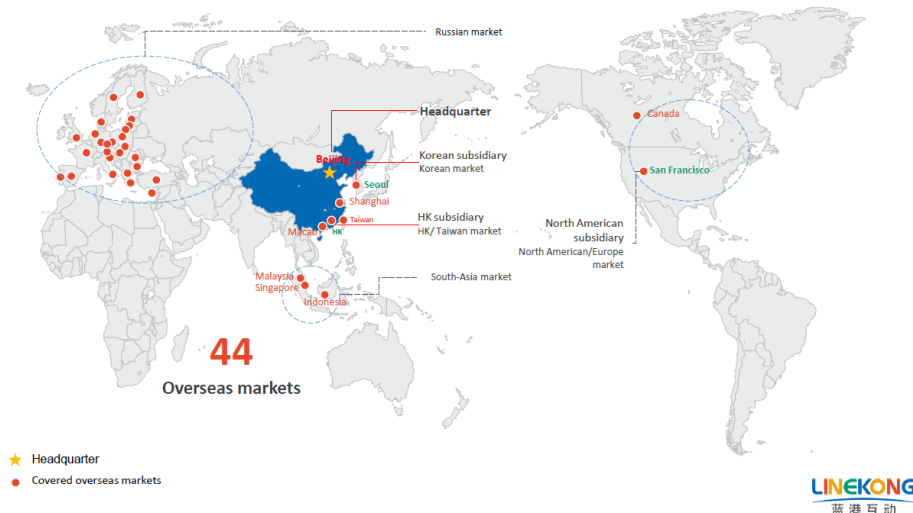 Russian market
Headquarter
Beijing
Korean subsidiary
Korean market
Seoul
Shanghai
HK subsidiary
HK/ Taiwan market
Taiwan
HK
Macau
Canada
San Francisco
North American
subsidiary
North American/Europe
market
Malaysia
Singapore
Indonesia
South-Asia market
44
Overseas markets
Headquarter
Covered overseas markets
LINEKONG
蓝港互动